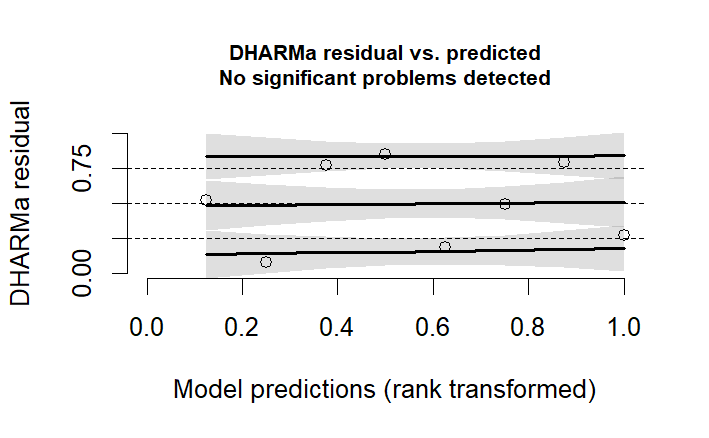 DHARMa residual vs. predicted
No significant problems detected
DHARMa residual
0.75
0.00
0.0 0.2 0.4 0.6 0.8 1.0
Model predictions (rank transformed)